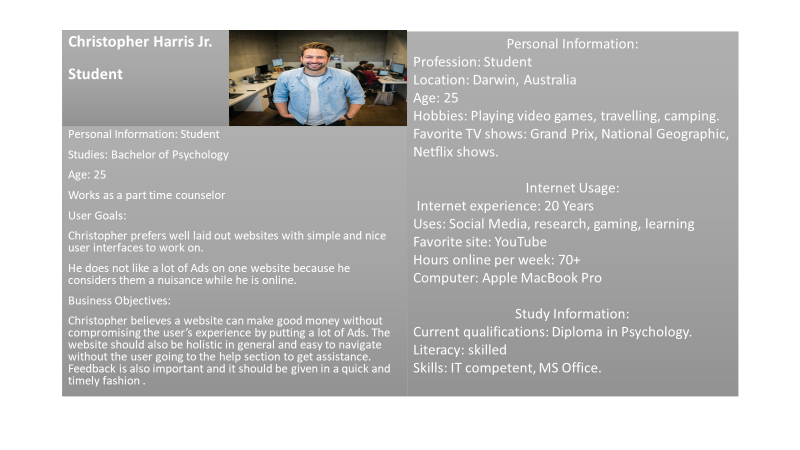 Christopher Harris Jr.
Student
Personal Information: Student
Studies: Bachelor of Psychology
Age: 25
Works as a part time counselor
User Goals:
Christopher prefers well laid out websites with simple and nice
user interfaces to work on.
He does not like a lot of Ads on one website because he
considers them a nuisance while he is online.
Business Objectives:
Christopher believes a website can make good money without
compromising the user’s experience by putting a lot of Ads. The
website should also be holistic in general and easy to navigate
without the user going to the help section to get assistance.
Feedback is also important and it should be given in a quick and
timely fashion .
Personal Information:
Profession: Student
Location: Darwin, Australia
Age: 25
Hobbies: Playing video games, travelling, camping.
Favorite TV shows: Grand Prix, National Geographic,
Netflix shows.
Internet Usage:
Internet experience: 20 Years
Uses: Social Media, research, gaming, learning
Favorite site: YouTube
Hours online per week: 70+
Computer: Apple MacBook Pro
Study Information:
Current qualifications: Diploma in Psychology.
Literacy: skilled
Skills: IT competent, MS Office.